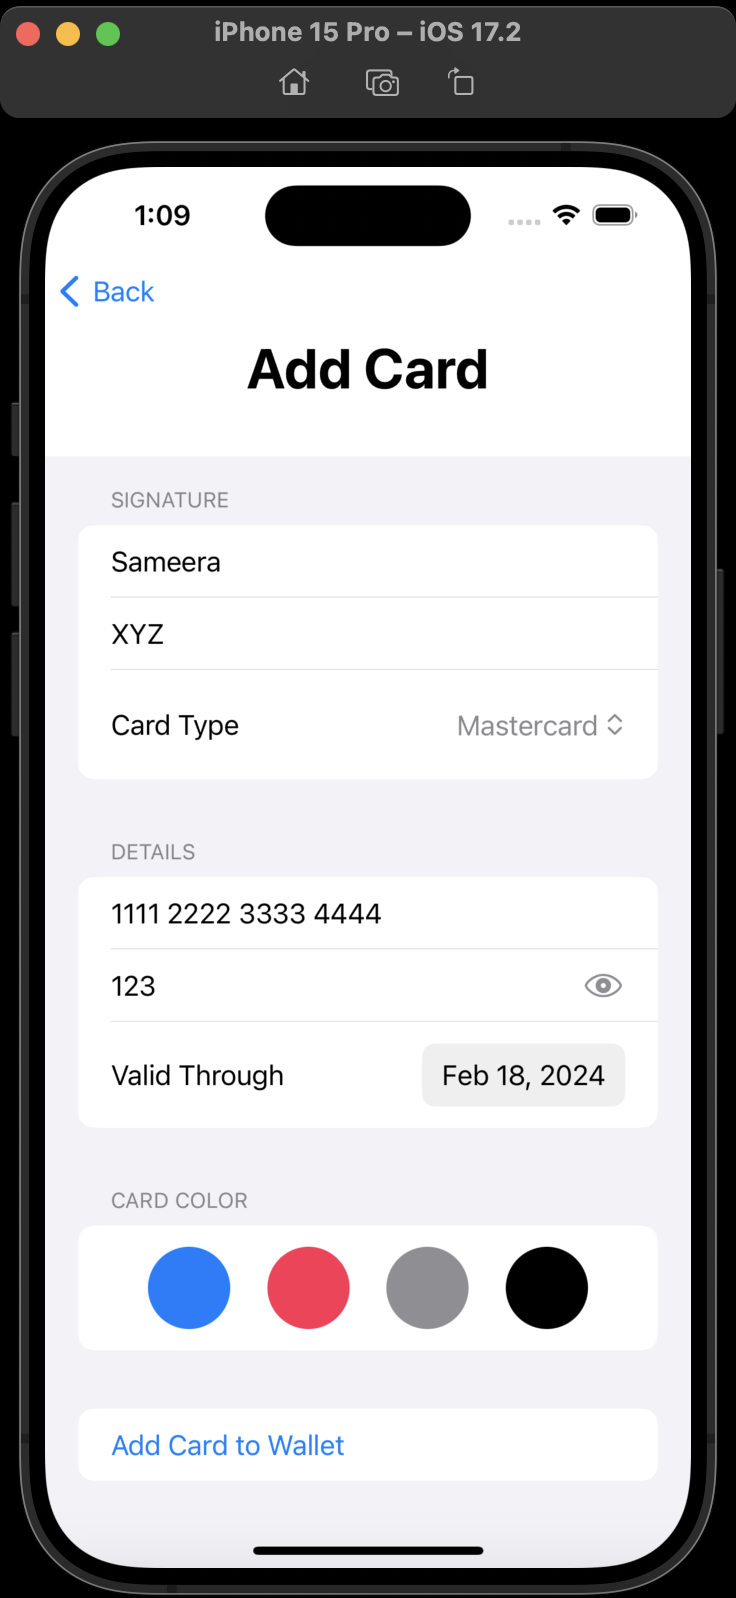 iPhone 15 Pro – iOS 17.2
1:09
Back
Add Card
SIGNATURE
Sameera
XYZ
Card Type Mastercard
DETAILS
1111 2222 3333 4444
123
Valid Through Feb 18, 2024
CARD COLOR
Add Card to Wallet